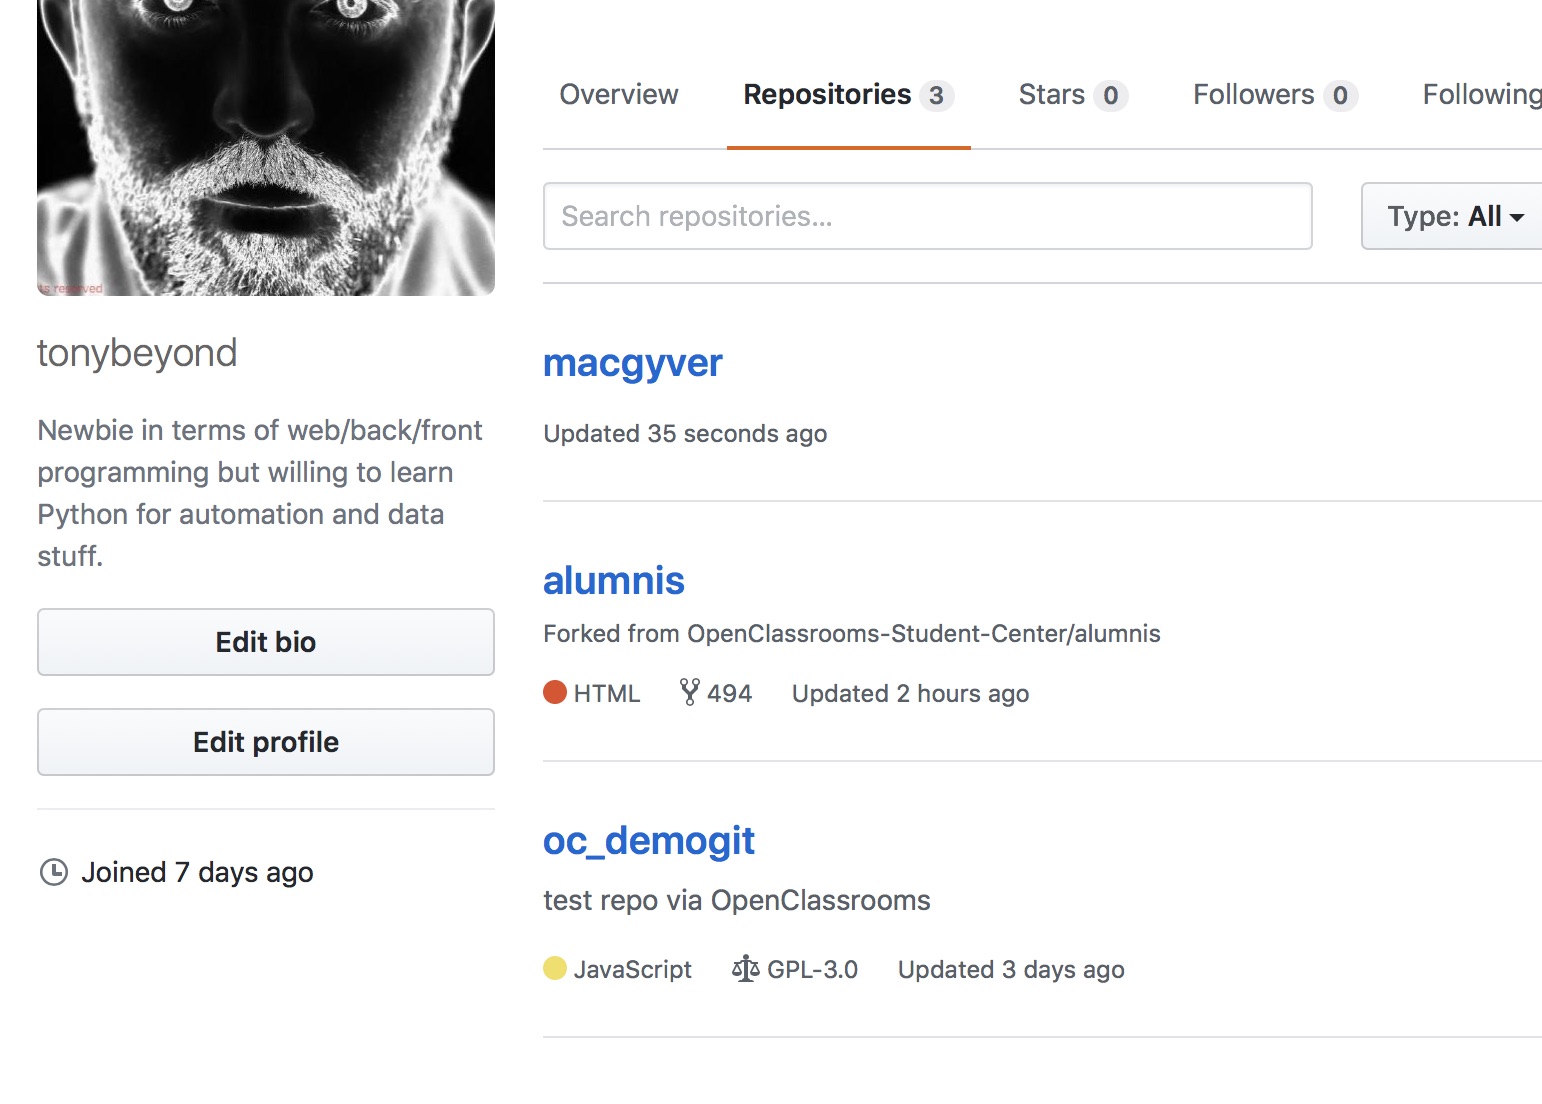 Overview Repositories 3 Stars 0 Followers 0 Following
Search repositories...
Type: All
ts reserved
tonybeyond
Newbie in terms of web/back/front
programming but willing to learn
Python for automation and data
stuff.
Edit bio
Edit profile
Joined 7 days ago
macgyver
Updated 35 seconds ago
alumnis
Forked from OpenClassrooms-Student-Center/alumnis
HTML 494 Updated 2 hours ago
oc_demogit
test repo via OpenClassrooms
JavaScript GPL-3.0 Updated 3 days ago